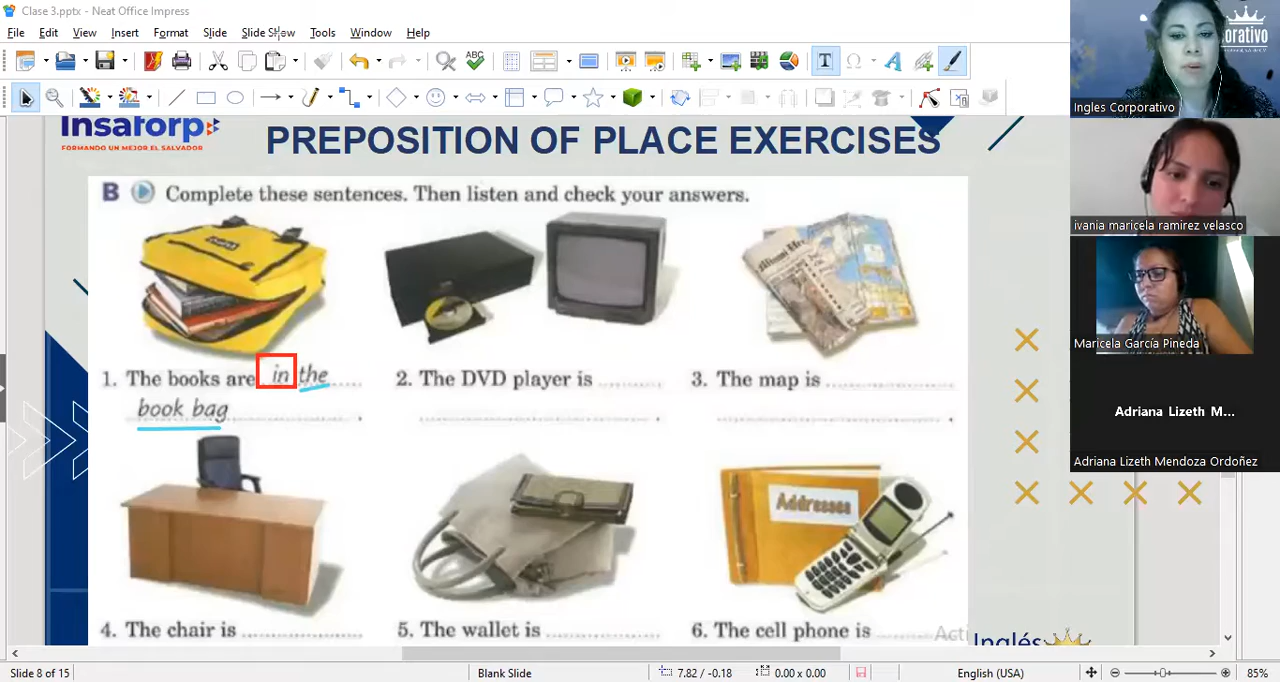 Clase 3.pptx - Neat Office Impress
File Edit View Insert Format Slide Slide Show Tools Window Help
Insaforp
FORMANDO UN MEJOR EL SALVADOR
PREPOSITION OF PLACE EXERCISES
B Complete these sentences. Then listen and check your answers.
1. The books are in the
book bag .
2. The DVD player is
.
3. The map is
.
4. The chair is
5. The wallet is
Addresses
6. The cell phone is
Acti
Inglés
Slide 8 of 15
Blank Slide
7.82 / -0.18
0.00 x 0.00
English (USA)
85%
orativo
Ingles Corporativo
ivania maricela ramirez velasco
Maricela García Pineda
Adriana Lizeth M...
Adriana Lizeth Mendoza Ordoñez